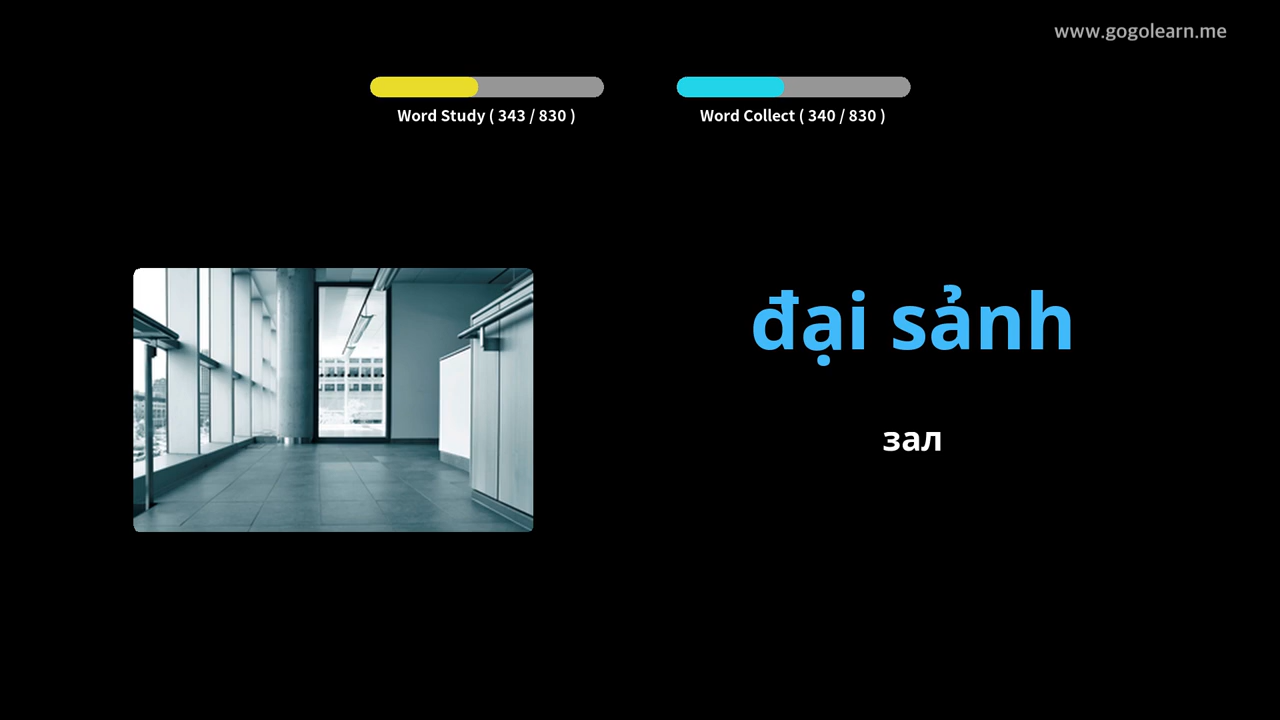 www.gogolearn.me
Word Study ( 343 / 830 )
Word Collect ( 340 / 830 )
đại sảnh
зал